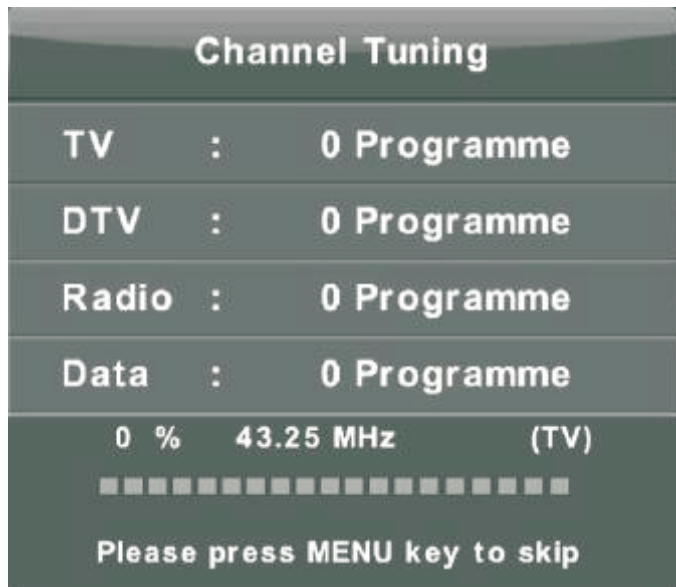 Channel Tuning
TV : 0 Programme
DTV : 0 Programme
Radio : 0 Programme
Data : 0 Programme
0 % 43.25 MHz (TV)
Please press MENU key to skip